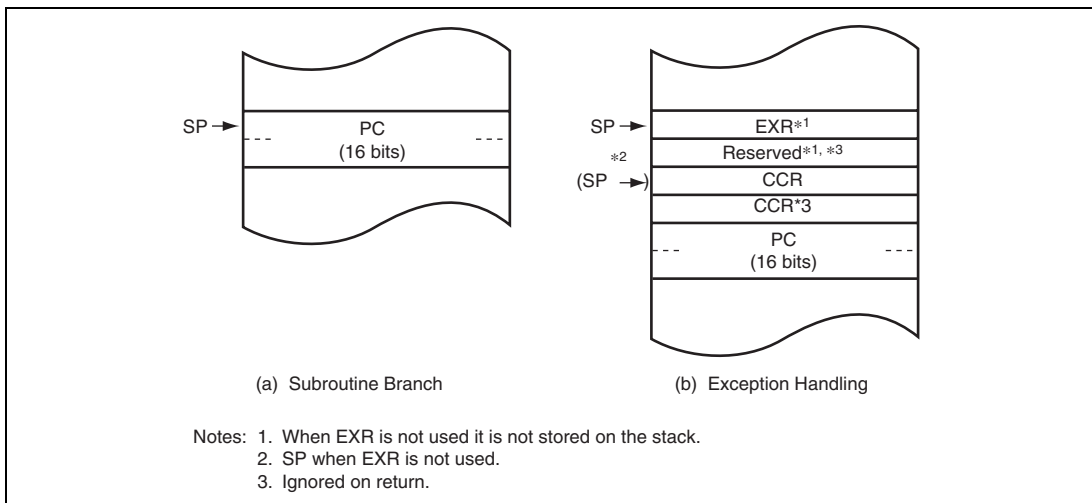 SP
PC
(16 bits)
(a) Subroutine Branch
SP
EXR*1
Reserved*1, *3
*2
(SP )
CCR
CCR*3
PC
(16 bits)
(b) Exception Handling
Notes: 1. When EXR is not used it is not stored on the stack.
2. SP when EXR is not used.
3. Ignored on return.